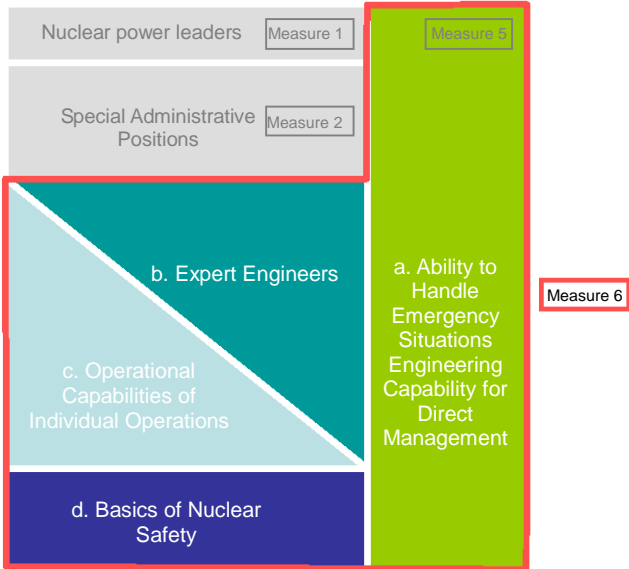 Nuclear power leaders
Measure 1
Measure 5
Special Administrative
Positions
Measure 2
b. Expert Engineers
a. Ability to
Handle
Emergency
Situations
Engineering
Capability for
Direct
Management
Measure 6
c. Operational
Capabilities of
Individual Operations
d. Basics of Nuclear
Safety